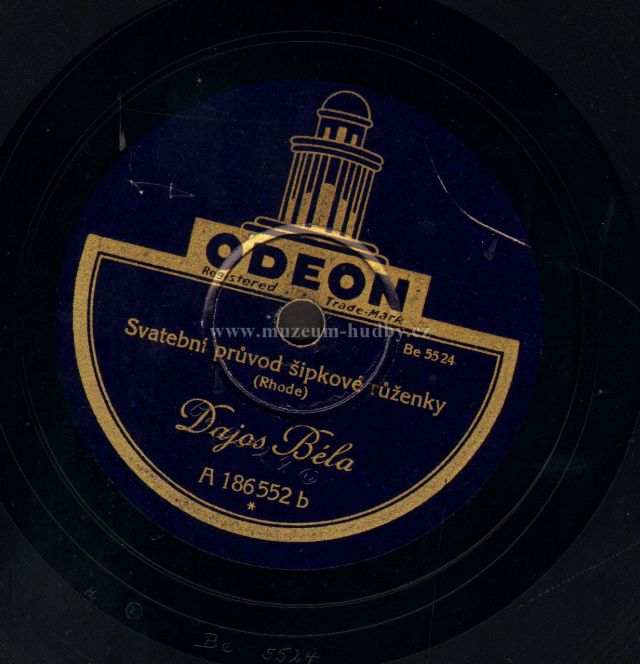 ODEON
Registered Trade-Mark
www.muzeum-hudby.cz
Be 5524
Svatební průvod šípkové růženky
(Rhode)
Dajos Béla
A 186552 b
*
Be 5524